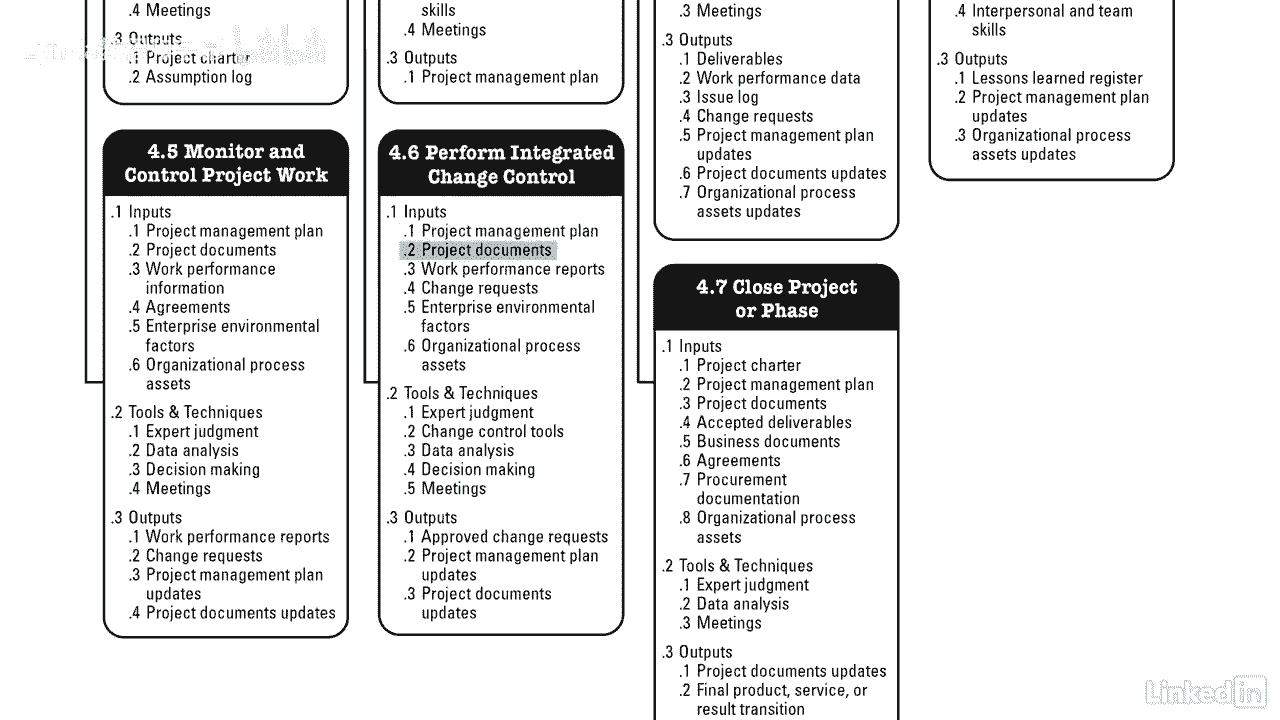 .4 Meetings
.3 Outputs
.1 Project charter
.2 Assumption log
skills
.4 Meetings
.3 Outputs
.1 Project management plan
.3 Meetings
.3 Outputs
.1 Deliverables
.2 Work performance data
.3 Issue log
.4 Change requests
.5 Project management plan
updates
.6 Project documents updates
.7 Organizational process
assets updates
.4 Interpersonal and team
skills
.3 Outputs
.1 Lessons learned register
.2 Project management plan
updates
.3 Organizational process
assets updates
4.5 Monitor and
Control Project Work
.1 Inputs
.1 Project management plan
.2 Project documents
.3 Work performance
information
.4 Agreements
.5 Enterprise environmental
factors
.6 Organizational process
assets
.2 Tools & Techniques
.1 Expert judgment
.2 Data analysis
.3 Decision making
.4 Meetings
.3 Outputs
.1 Work performance reports
.2 Change requests
.3 Project management plan
updates
.4 Project documents updates
4.6 Perform Integrated
Change Control
.1 Inputs
.1 Project management plan
.2 Project documents
.3 Work performance reports
.4 Change requests
.5 Enterprise environmental
factors
.6 Organizational process
assets
.2 Tools & Techniques
.1 Expert judgment
.2 Change control tools
.3 Data analysis
.4 Decision making
.5 Meetings
.3 Outputs
.1 Approved change requests
.2 Project management plan
updates
.3 Project documents
updates
4.7 Close Project
or Phase
.1 Inputs
.1 Project charter
.2 Project management plan
.3 Project documents
.4 Accepted deliverables
.5 Business documents
.6 Agreements
.7 Procurement
documentation
.8 Organizational process
assets
.2 Tools & Techniques
.1 Expert judgment
.2 Data analysis
.3 Meetings
.3 Outputs
.1 Project documents updates
.2 Final product, service, or
result transition
Linked in